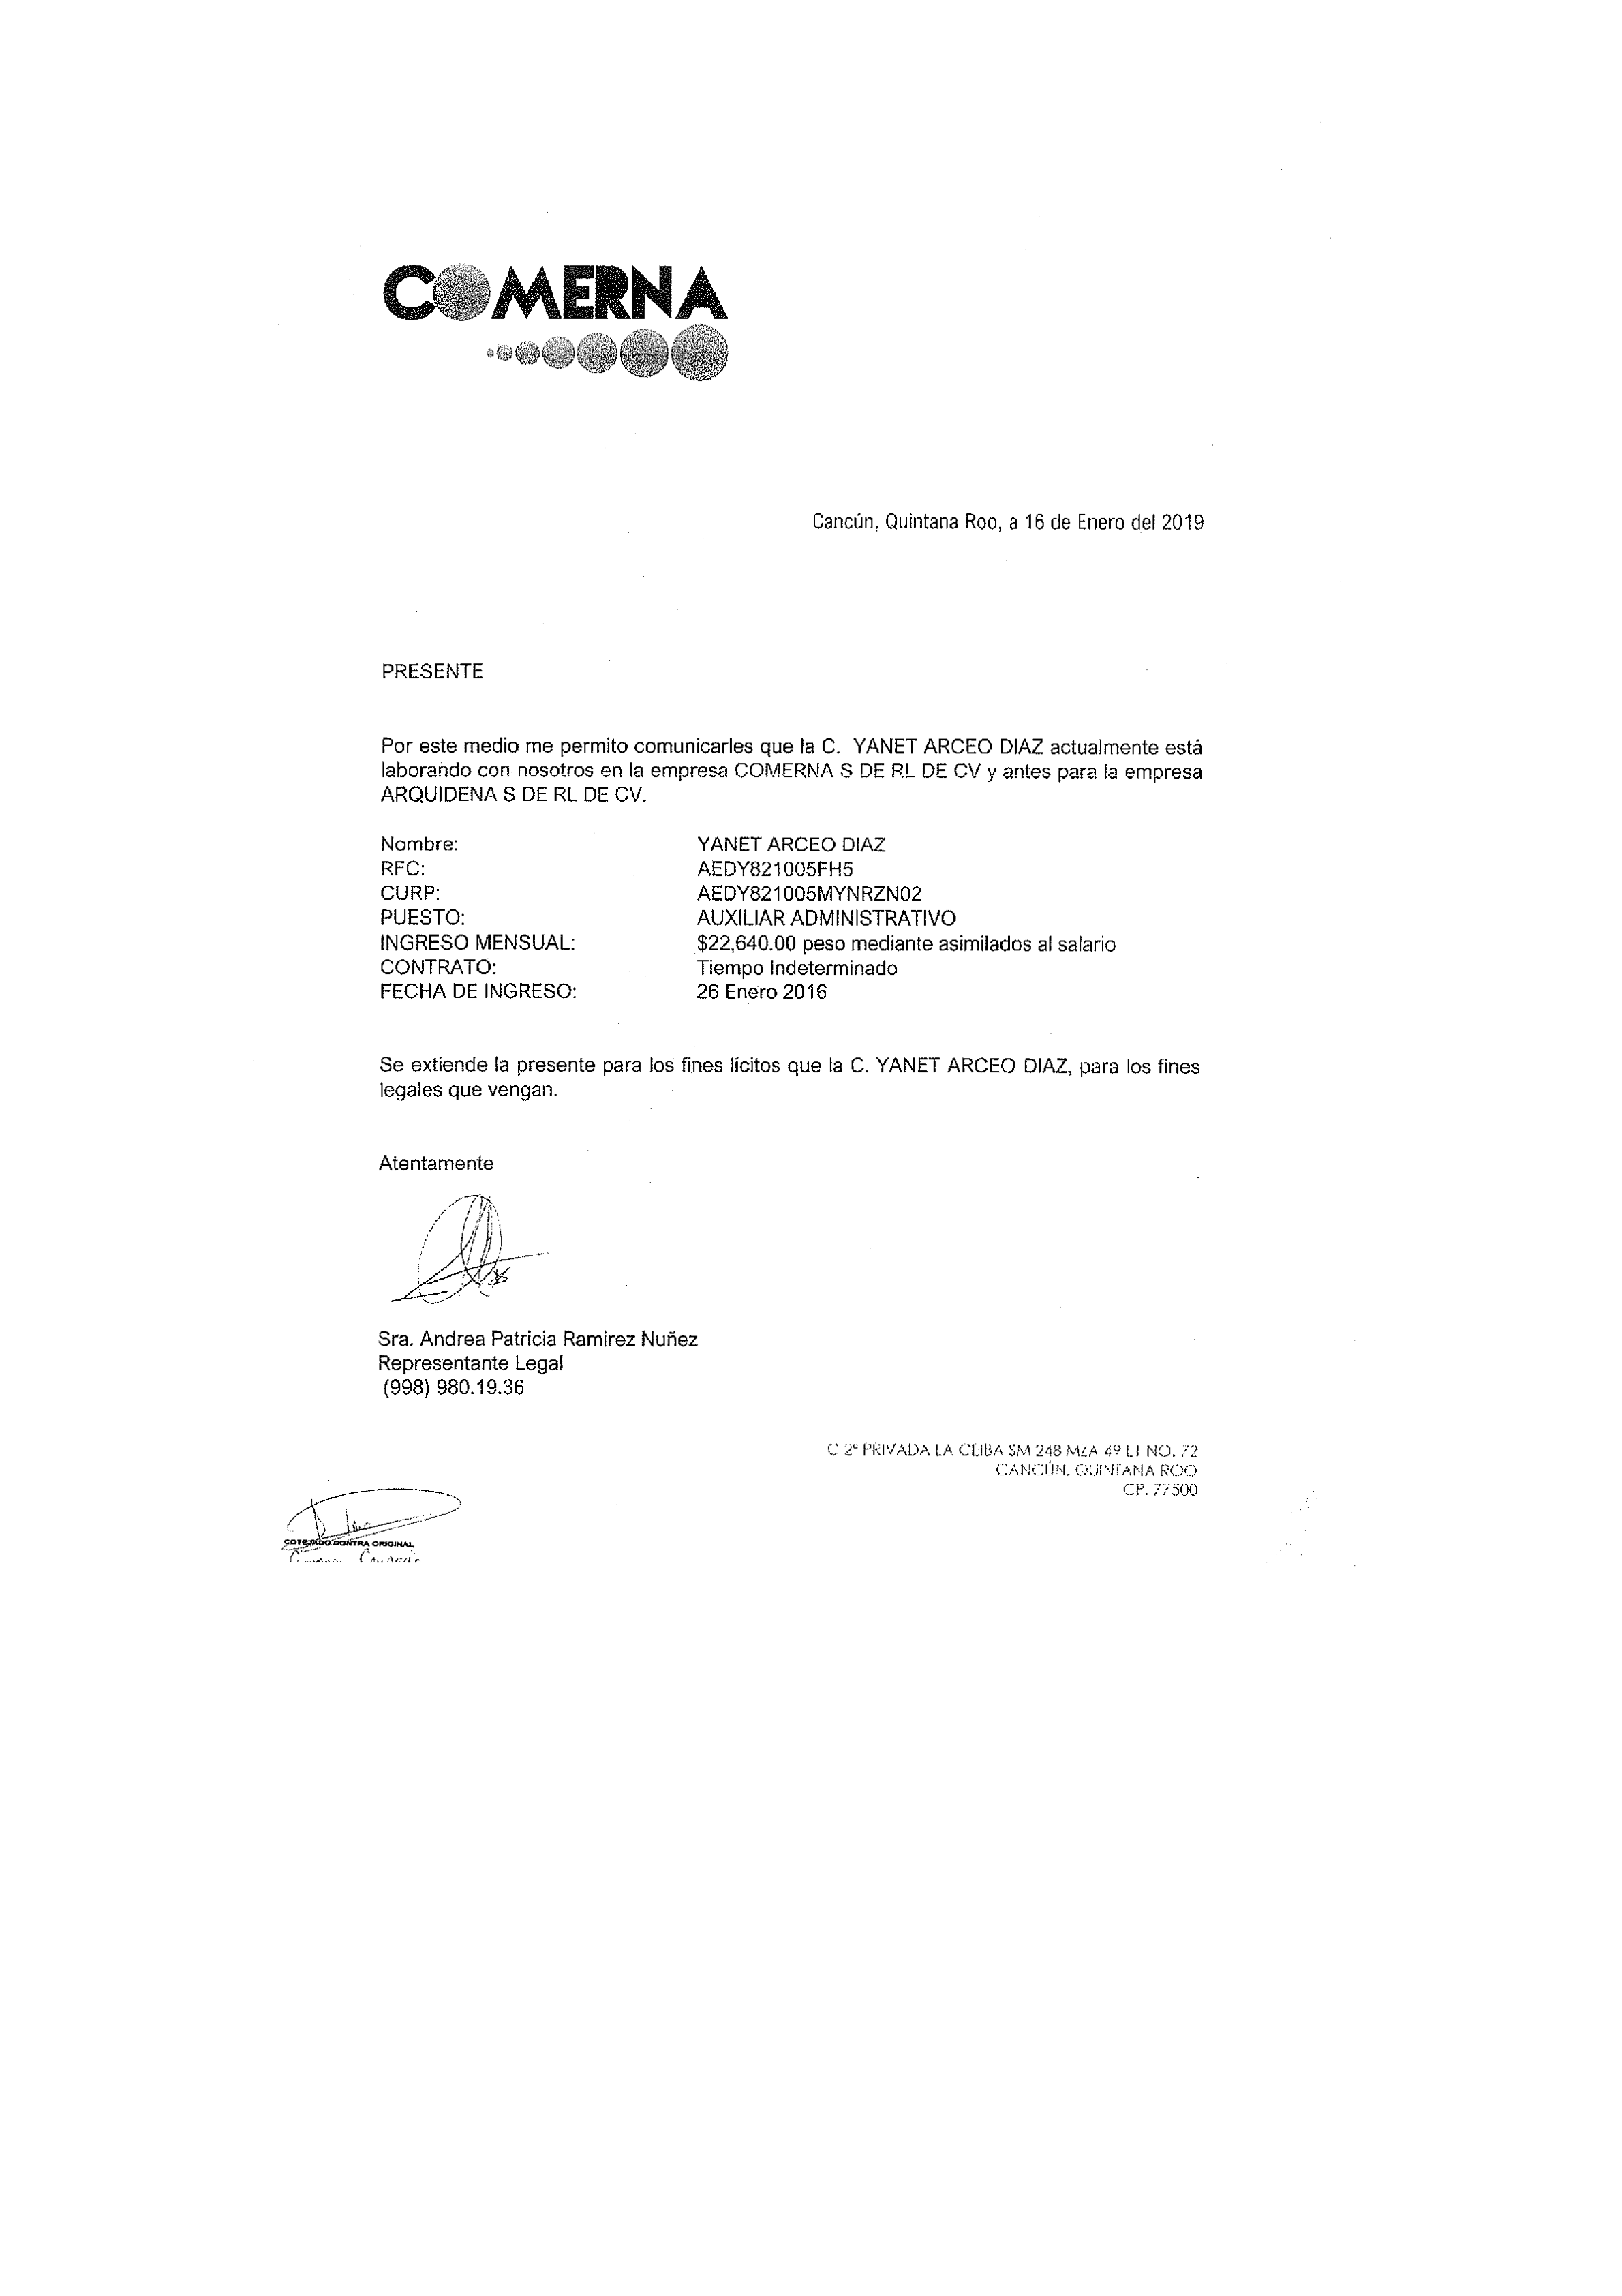 COMERNA
Cancún, Quintana Roo, a 16 de Enero del 2019
PRESENTE
Por este medio me permito comunicarles que la C. YANET ARCEO DIAZ actualmente está
laborando con nosotros en la empresa COMERNA S DE RL DE CV y antes para la empresa
ARQUIDENA S DE RL DE CV.
Nombre: YANET ARCEO DIAZ
RFC: AEDY821005FH5
CURP: AEDY821005MYNRZN02
PUESTO: AUXILIAR ADMINISTRATIVO
INGRESO MENSUAL: $22,640.00 peso mediante asimilados al salario
CONTRATO: Tiempo Indeterminado
FECHA DE INGRESO: 26 Enero 2016
Se extiende la presente para los fines lícitos que la C. YANET ARCEO DIAZ, para los fines
legales que vengan.
Atentamente
Sra. Andrea Patricia Ramirez Nuñez
Representante Legal
(998) 980.19.36
C 2ª PRIVADA LA CEIBA SM 248 MZA 49 LT NO. 72
CANCÚN, QUINTANA ROO
CP. 77500
COTEJADO CONTRA ORIGINAL